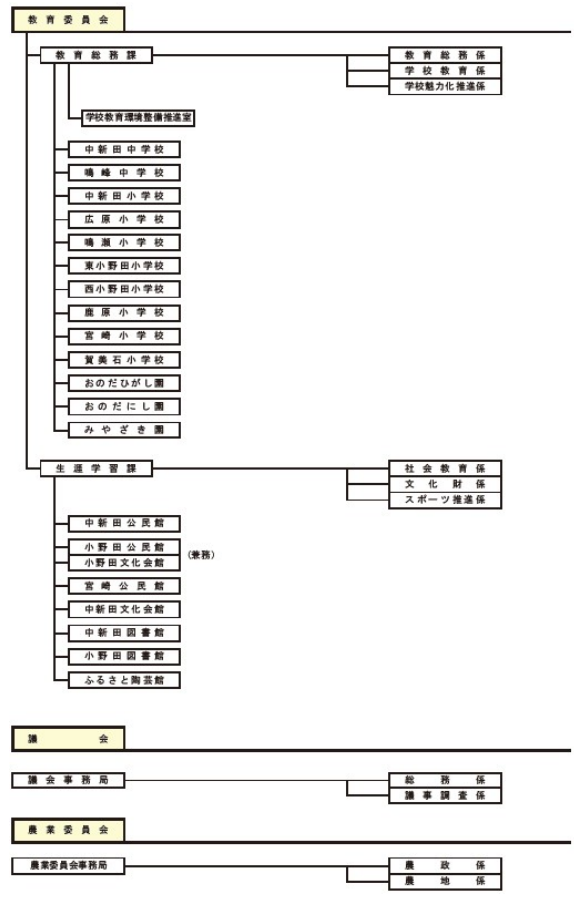 教育委員会
教育総務課
教育総務係
学校教育係
学校魅力化推進係
学校教育環境整備推進室
中新田中学校
鳴峰中学校
中新田小学校
広原小学校
鳴瀬小学校
東小野田小学校
西小野田小学校
鹿原小学校
宮崎小学校
賀美石小学校
おのだひがし園
おのだにし園
みやざき園
生涯学習課
社会教育係
文化財係
スポーツ推進係
中新田公民館
小野田公民館
小野田文化会館
(兼務)
宮崎公民館
中新田文化会館
中新田図書館
小野田図書館
ふるさと陶芸館
議会
議会事務局
総務係
議事調査係
農業委員会
農業委員会事務局
農政係
農地係